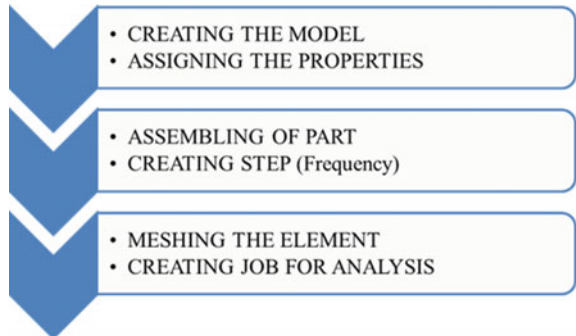 • CREATING THE MODEL
• ASSIGNING THE PROPERTIES
• ASSEMBLING OF PART
• CREATING STEP (Frequency)
• MESHING THE ELEMENT
• CREATING JOB FOR ANALYSIS